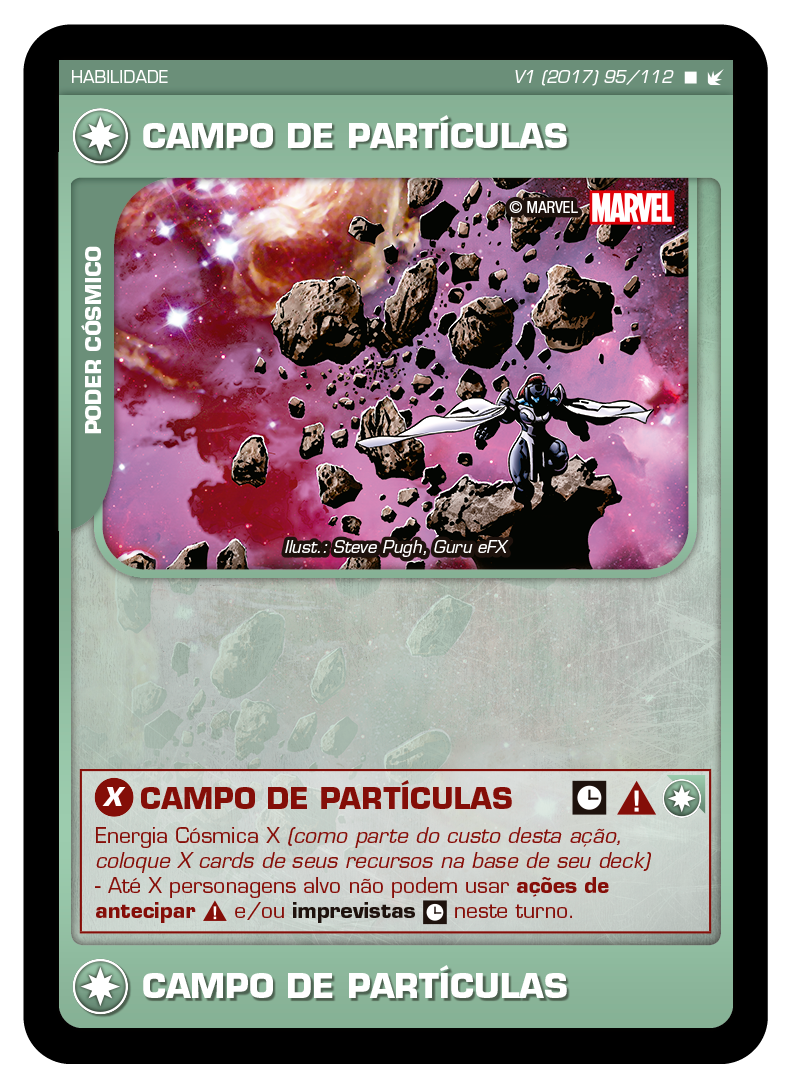 HABILIDADE
V1 (2017) 95/112
CAMPO DE PARTÍCULAS
© MARVEL MARVEL
PODER CÓSMICO
Ilust.: Steve Pugh, Guru eFX
X CAMPO DE PARTÍCULAS
Energia Cósmica X (como parte do custo desta ação,
coloque X cards de seus recursos na base de seu deck)
- Até X personagens alvo não podem usar ações de
antecipar e/ou imprevistas neste turno.
CAMPO DE PARTÍCULAS